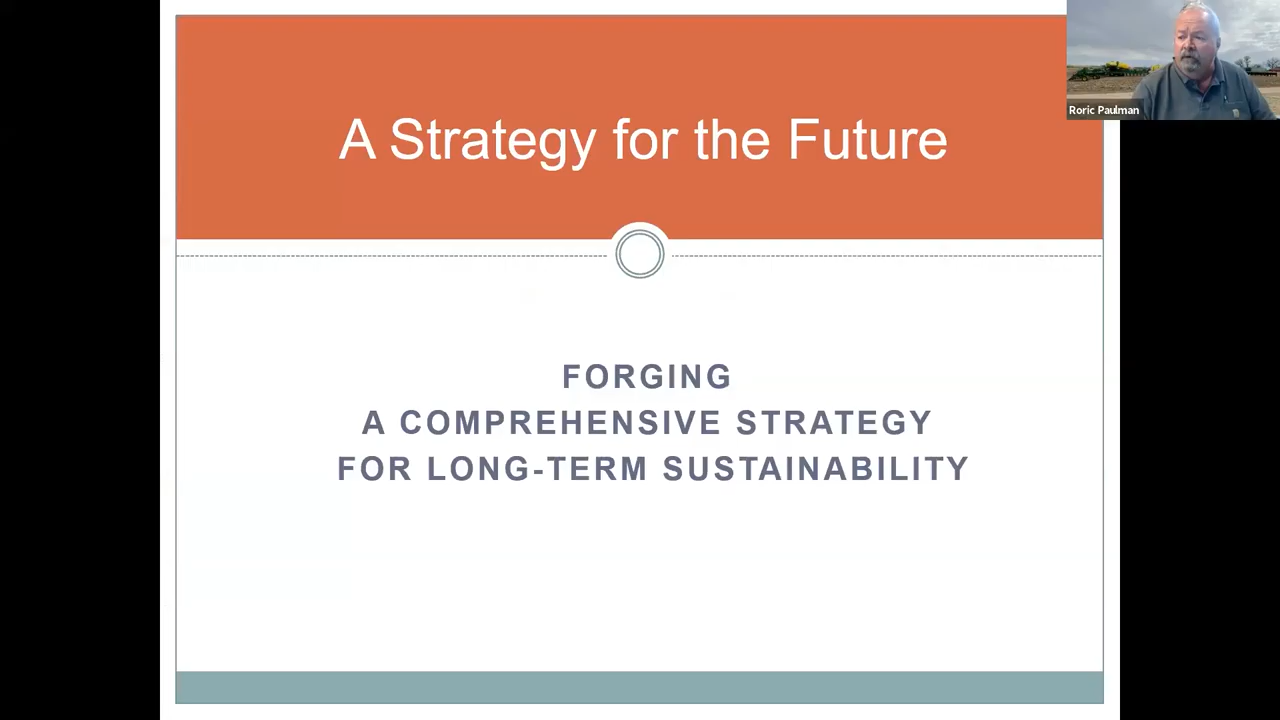 A Strategy for the Future
Roric Paulman
FORGING
A COMPREHENSIVE STRATEGY
FOR LONG-TERM SUSTAINABILITY